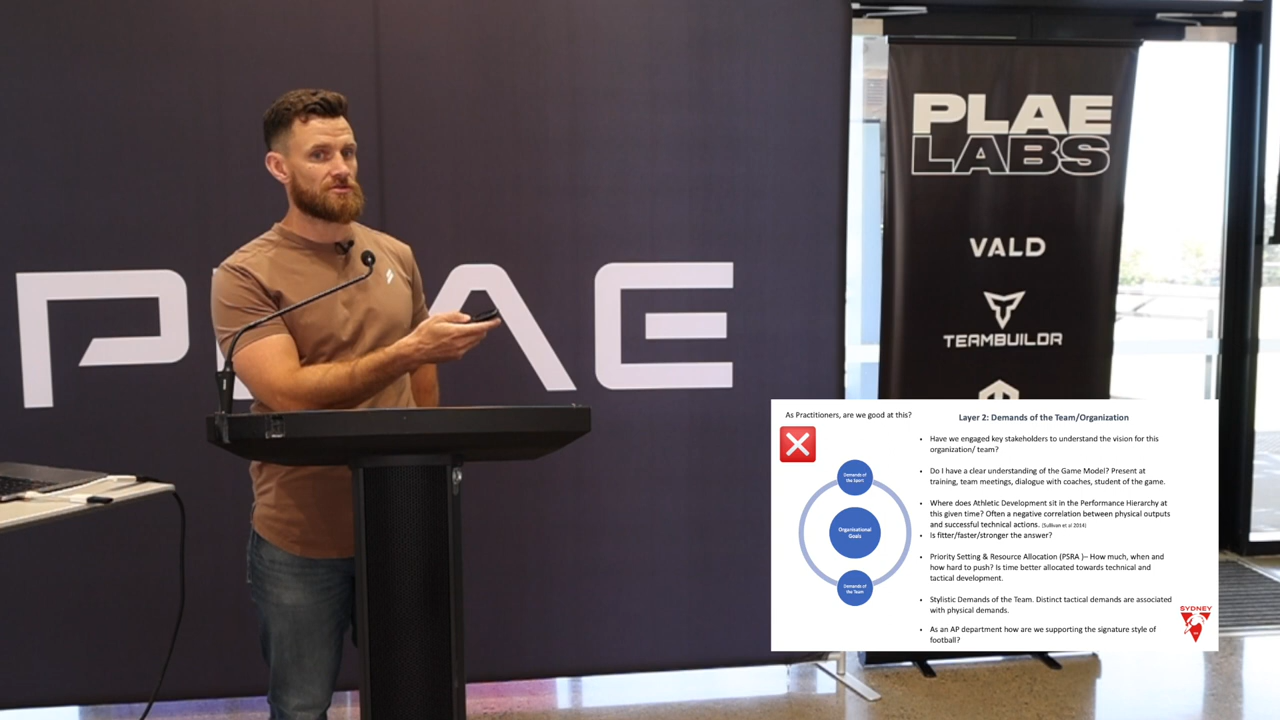 PLAE
PLAE
LABS
VALD
TEAMBUILDR
As Practitioners, are we good at this?
Layer 2: Demands of the Team/Organization
Demands of
the Sport
Organisational
Goals
Demands of
the Team
• Have we engaged key stakeholders to understand the vision for this
organization/ team?
• Do I have a clear understanding of the Game Model? Present at
training, team meetings, dialogue with coaches, student of the game.
• Where does Athletic Development sit in the Performance Hierarchy at
this given time? Often a negative correlation between physical outputs
and successful technical actions. (Sullivan et al 2014)
• Is fitter/faster/stronger the answer?
• Priority Setting & Resource Allocation (PSRA )– How much, when and
how hard to push? Is time better allocated towards technical and
tactical development.
• Stylistic Demands of the Team. Distinct tactical demands are associated
with physical demands.
• As an AP department how are we supporting the signature style of
football?
SYDNEY